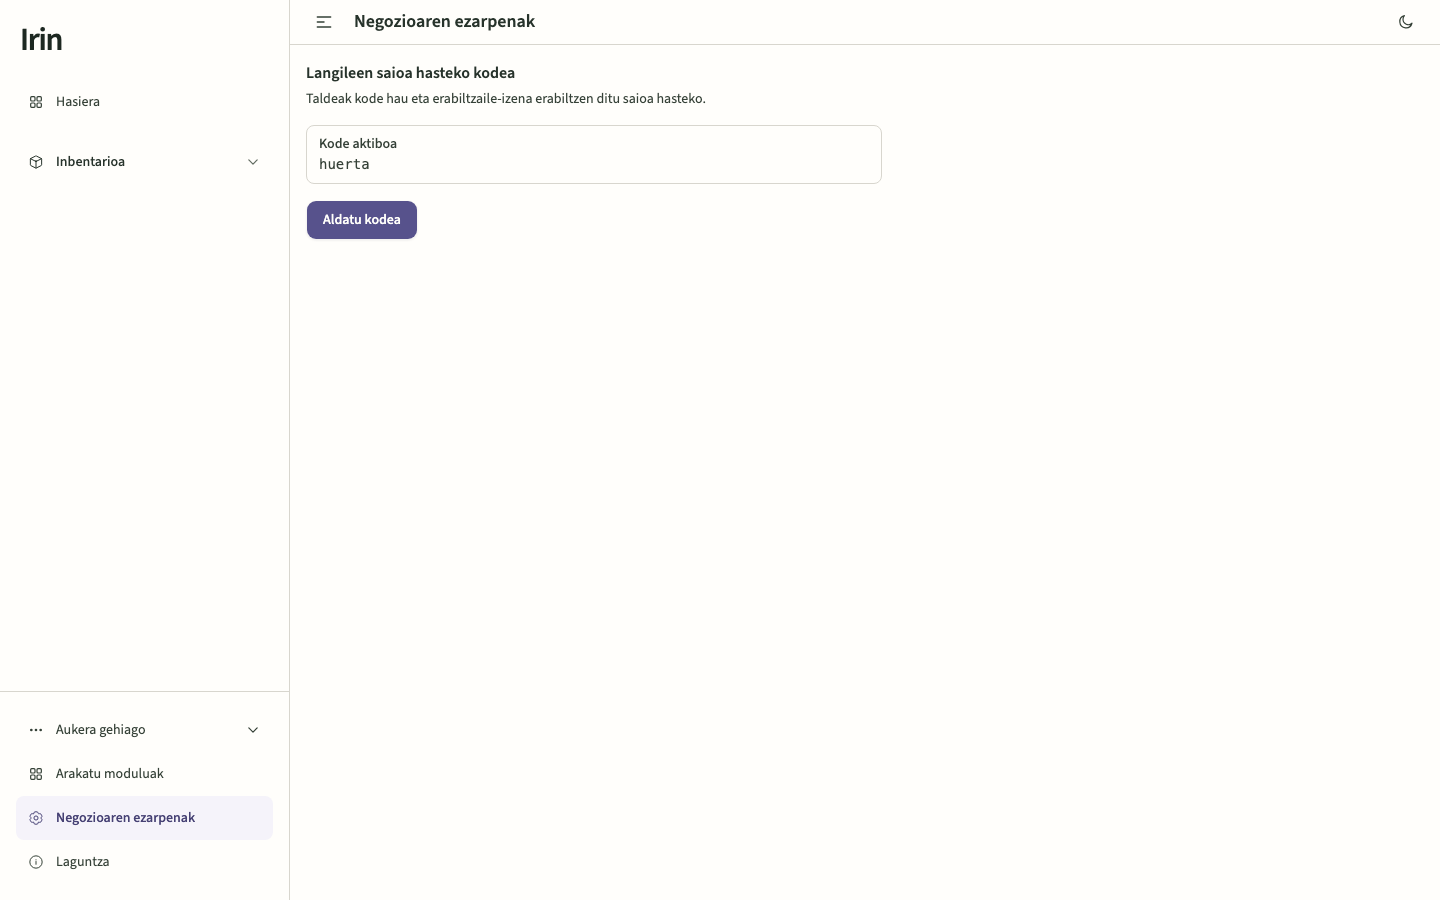 Irin
Hasiera
Inbentarioa
Aukera gehiago
Arakatu moduluak
Negozioaren ezarpenak
Laguntza
Negozioaren ezarpenak
Langileen saioa hasteko kodea
Taldeak kode hau eta erabiltzaile-izena erabiltzen ditu saioa hasteko.
Kode aktiboa
huerta
Aldatu kodea